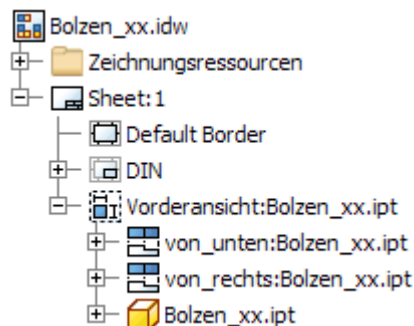 Bolzen_xx.idw
Zeichnungsressourcen
Sheet:1
Default Border
DIN
Vorderansicht:Bolzen_xx.ipt
von_unten:Bolzen_xx.ipt
von_rechts:Bolzen_xx.ipt
Bolzen_xx.ipt